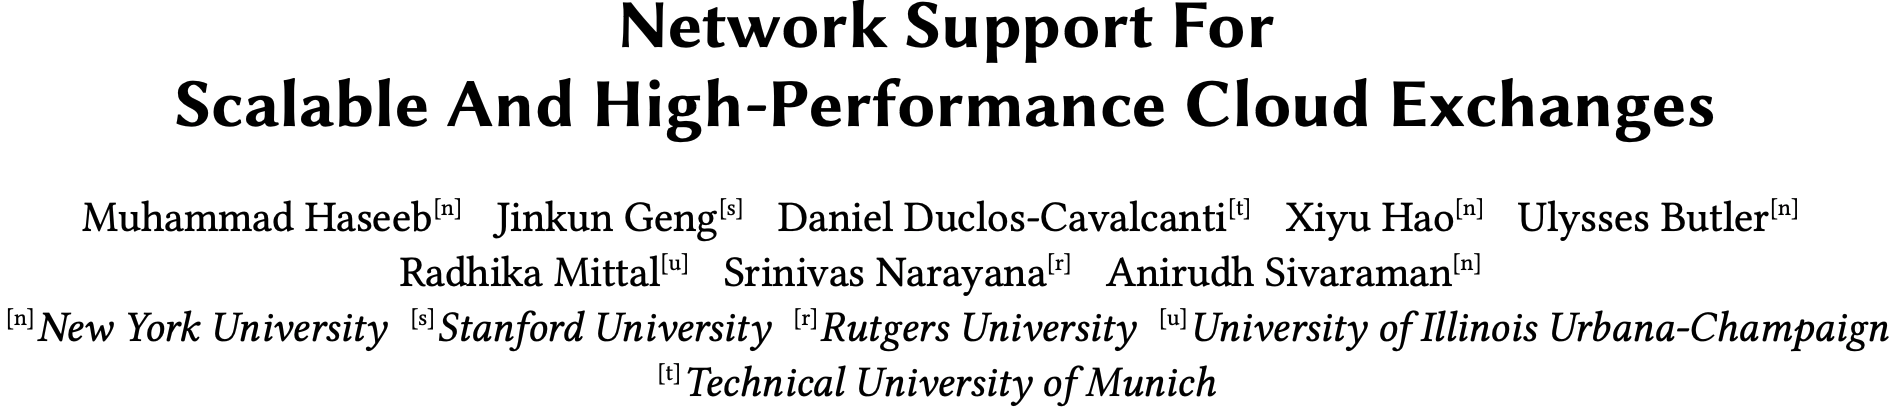 Network Support For
Scalable And High-Performance Cloud Exchanges
Muhammad Haseeb[n] Jinkun Geng[s] Daniel Duclos-Cavalcanti[t] Xiyu Hao[n] Ulysses Butler[n]
Radhika Mittal[u] Srinivas Narayana[r] Anirudh Sivaraman[n]
[n]New York University [s]Stanford University [r]Rutgers University [u]University of Illinois Urbana-Champaign
[t]Technical University of Munich